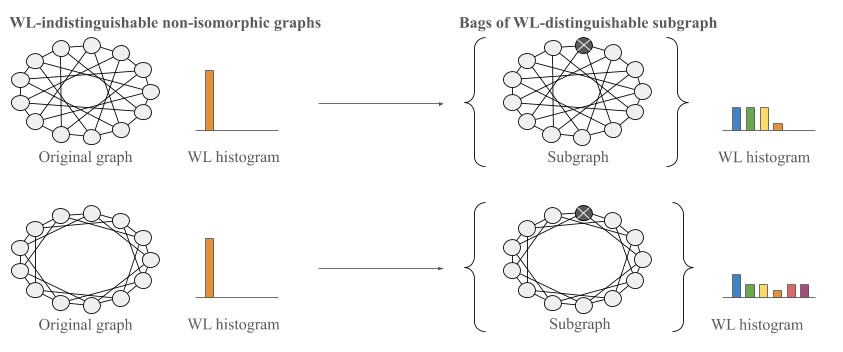 WL-indistinguishable non-isomorphic graphs
Bags of WL-distinguishable subgraph
Original graph
WL histogram
Subgraph
WL histogram
Original graph
WL histogram
Subgraph
WL histogram